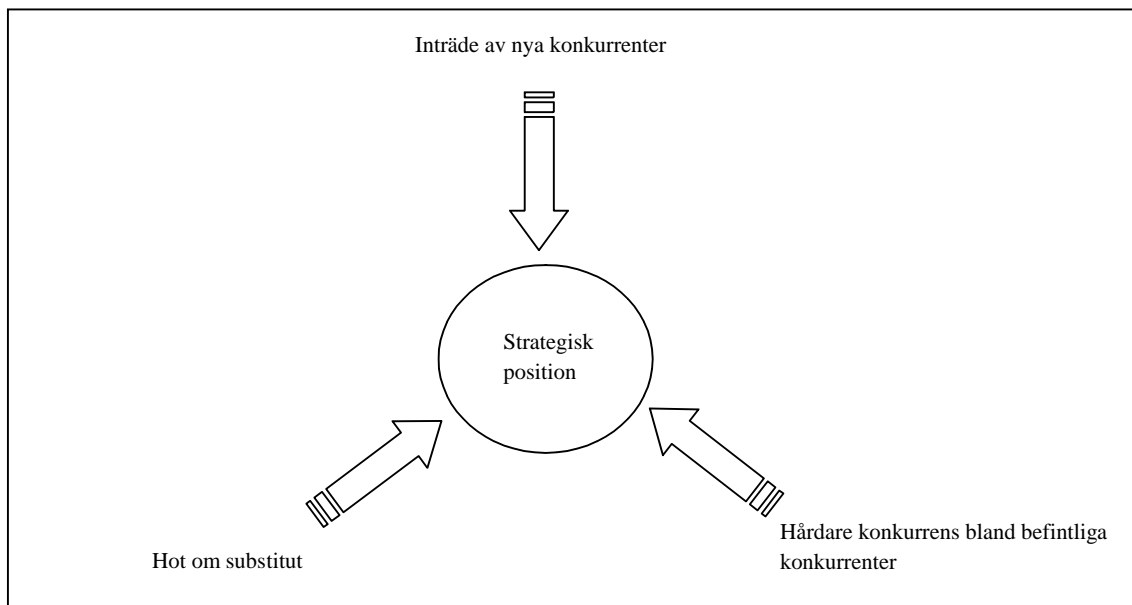 Inträde av nya konkurrenter
Strategisk
position
Hot om substitut
Hårdare konkurrens bland befintliga
konkurrenter